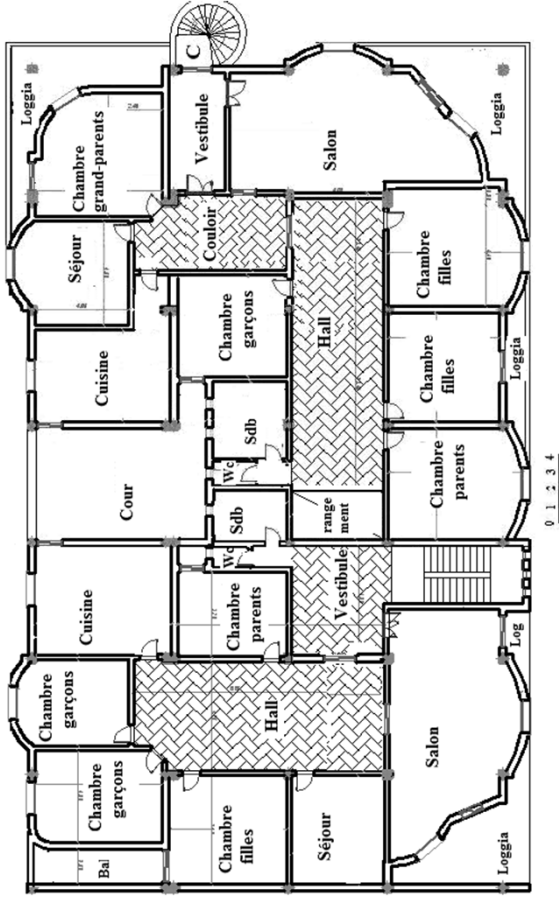 Loggia
C
Loggia
Chambre
grand-parents
Vestibule
Salon
Séjour
Couloir
Chambre
filles
Cuisine
Chambre
garçons
Hall
Chambre
filles
Loggia
Cour
Sdb
Wc
Sdb
Wc
range
ment
Chambre
parents
0 1 2 3 4
Cuisine
Chambre
parents
Vestibule
Log
Chambre
garçons
Hall
Salon
Chambre
garçons
Chambre
filles
Séjour
Bal
Loggia